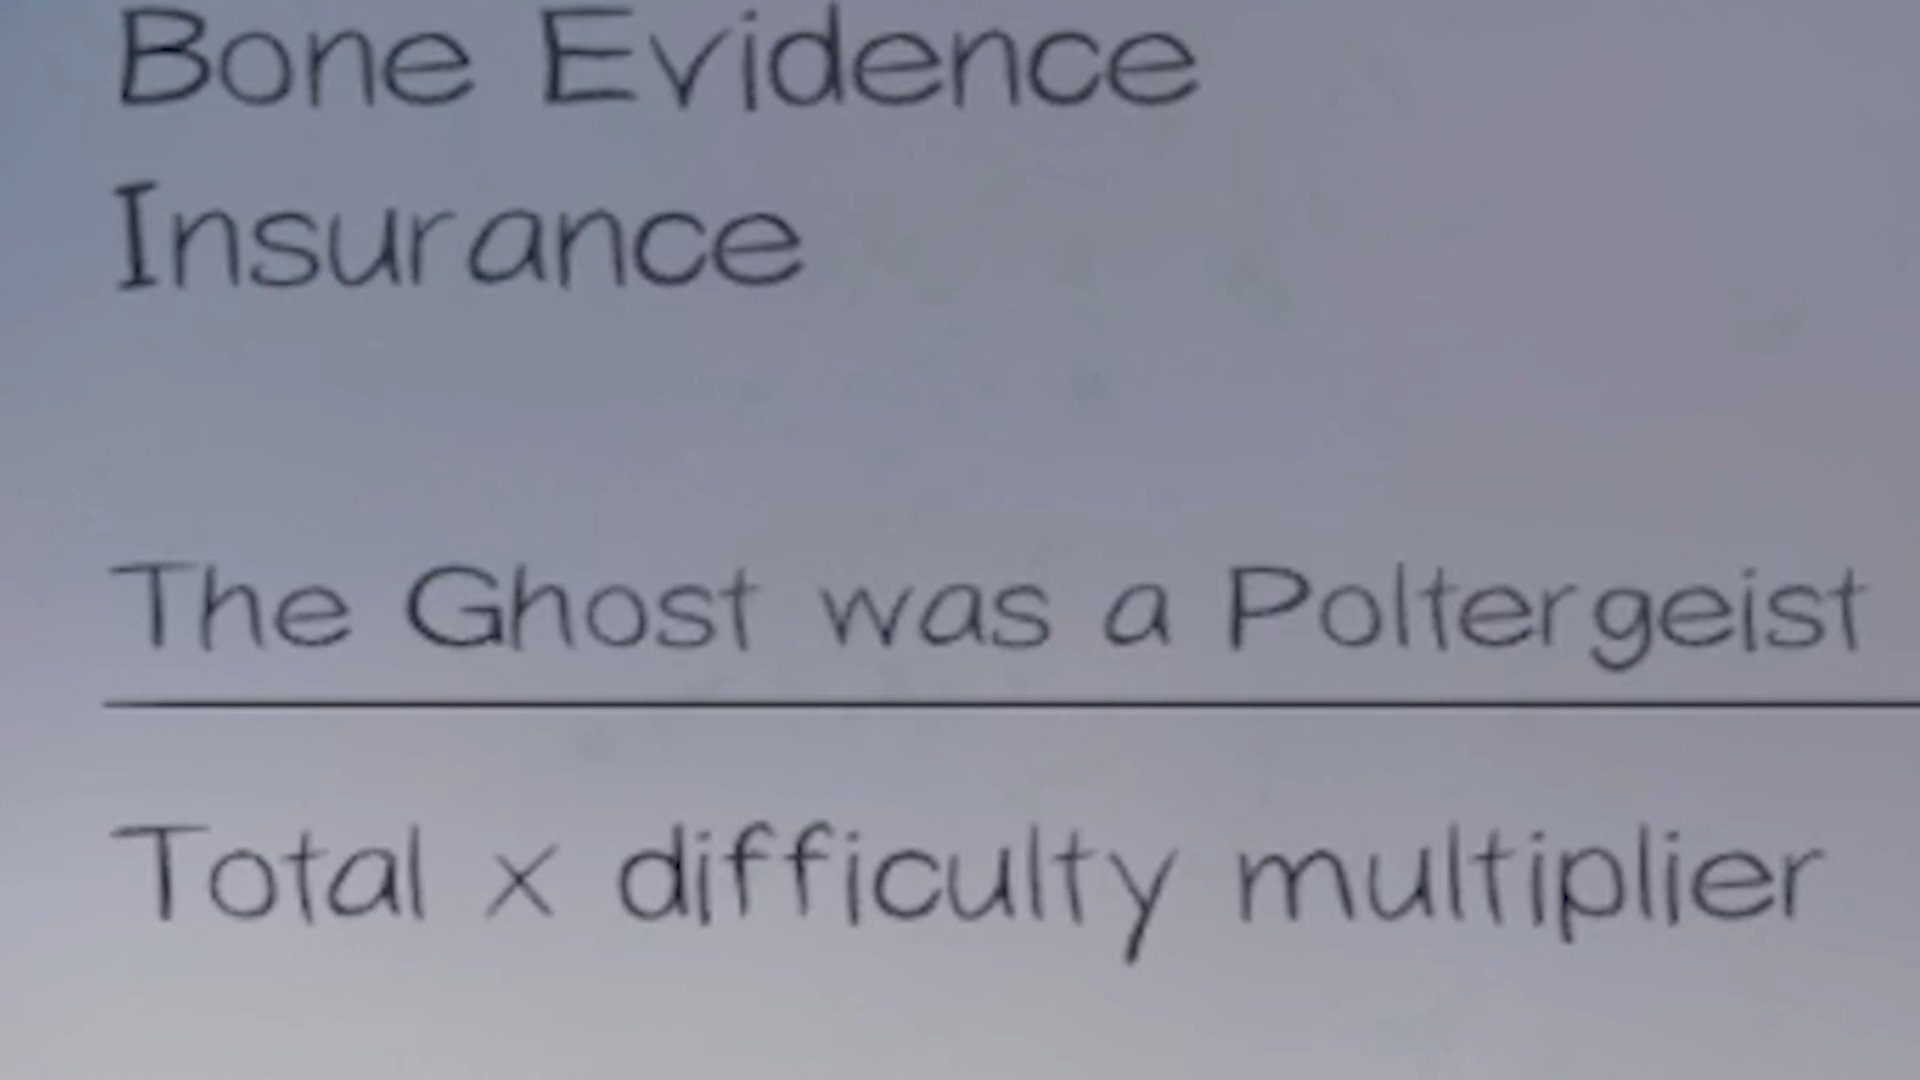 Bone Evidence
Insurance
The Ghost was a Poltergeist
Total x difficulty multiplier